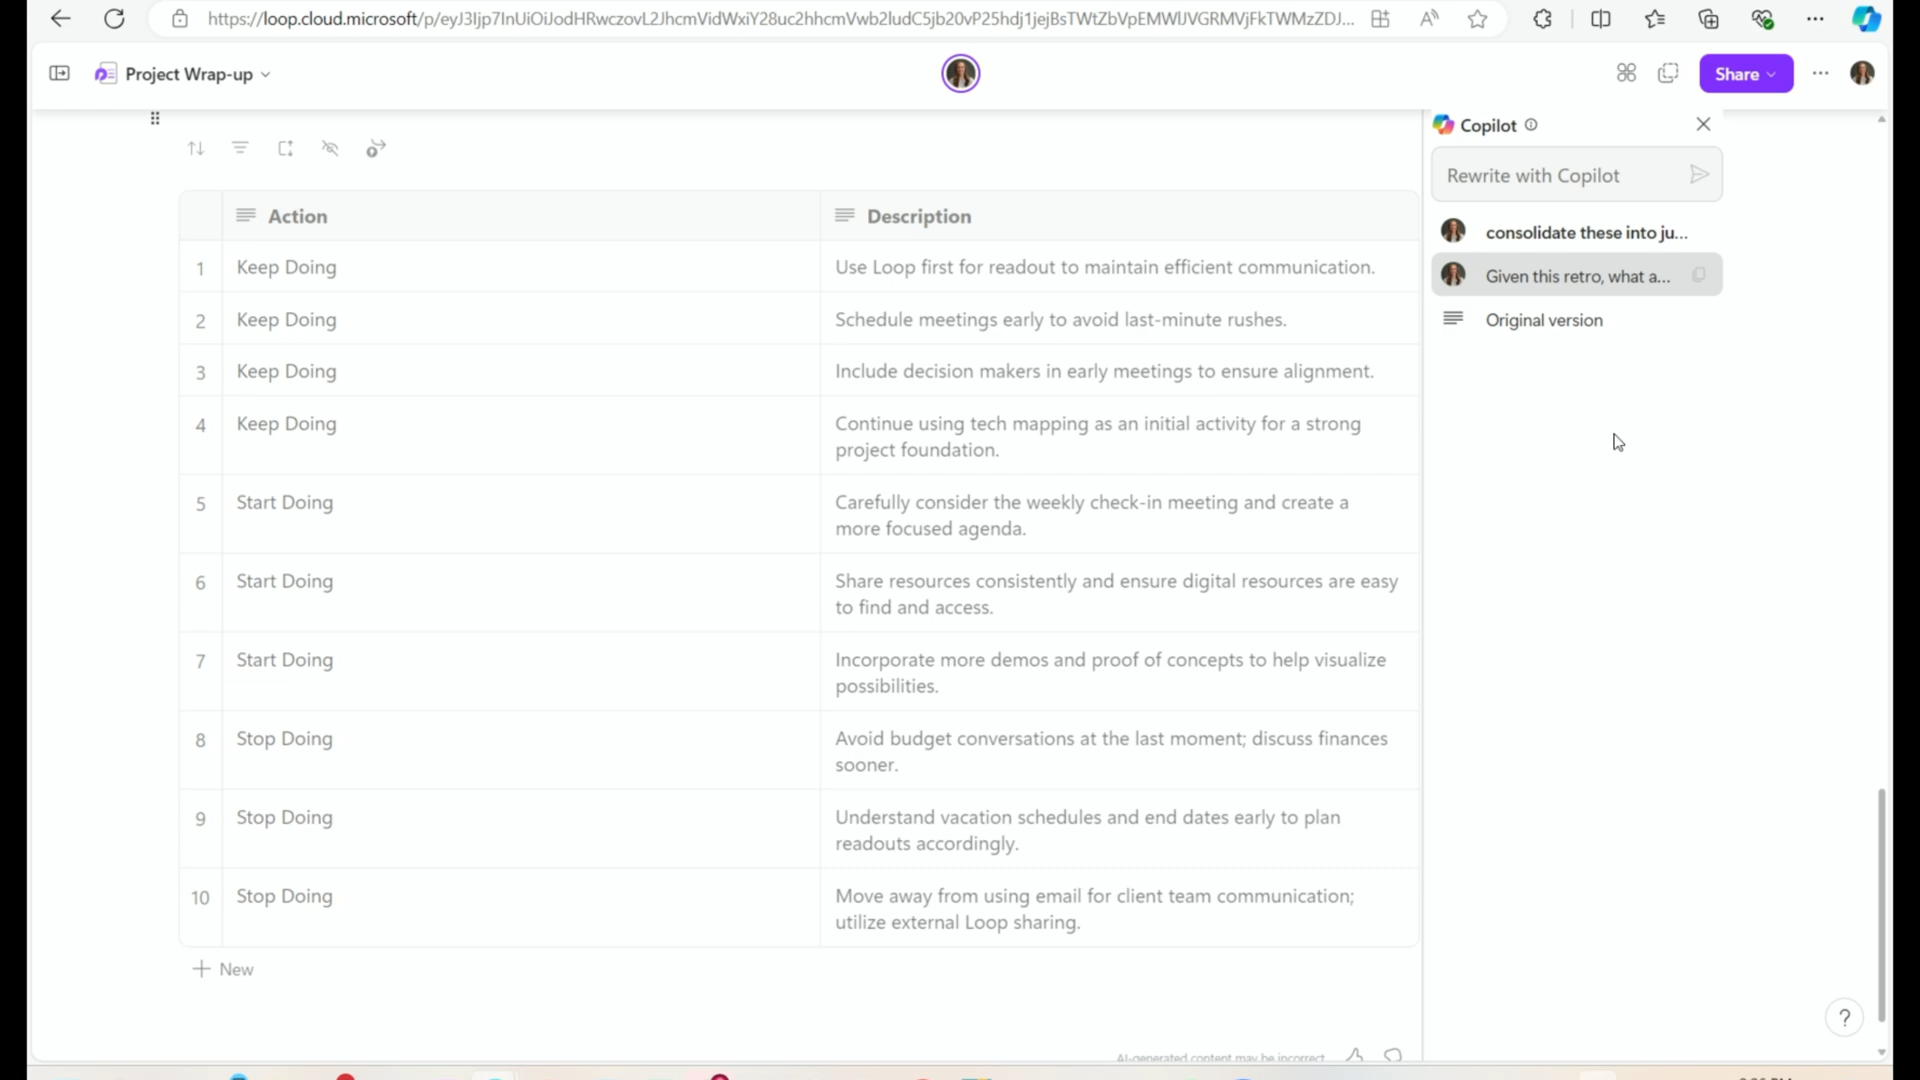 https://loop.cloud.microsoft/p/eyJ3Ijp7InUiOiJodHRwczovL2JhcmVidWxiY28uc2hhcmVwb2ludC5jb20vP25hdj1jejBsTWtZbVpEMWlJVGRMVjFkTWMzZDJ...
Project Wrap-up
Share
Copilot
Rewrite with Copilot
consolidate these into ju...
Given this retro, what a...
Original version
Action Description
1 Keep Doing Use Loop first for readout to maintain efficient communication.
2 Keep Doing Schedule meetings early to avoid last-minute rushes.
3 Keep Doing Include decision makers in early meetings to ensure alignment.
4 Keep Doing Continue using tech mapping as an initial activity for a strong
project foundation.
5 Start Doing Carefully consider the weekly check-in meeting and create a
more focused agenda.
6 Start Doing Share resources consistently and ensure digital resources are easy
to find and access.
7 Start Doing Incorporate more demos and proof of concepts to help visualize
possibilities.
8 Stop Doing Avoid budget conversations at the last moment; discuss finances
sooner.
9 Stop Doing Understand vacation schedules and end dates early to plan
readouts accordingly.
10 Stop Doing Move away from using email for client team communication;
utilize external Loop sharing.
+ New
AI-generated content may be incorrect
?